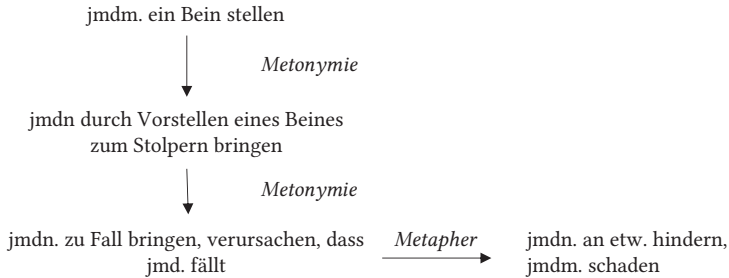 jmdm. ein Bein stellen
Metonymie
jmdn durch Vorstellen eines Beines
zum Stolpern bringen
Metonymie
jmdn. zu Fall bringen, verursachen, dass
jmd. fällt
Metapher
jmdn. an etw. hindern,
jmdm. schaden